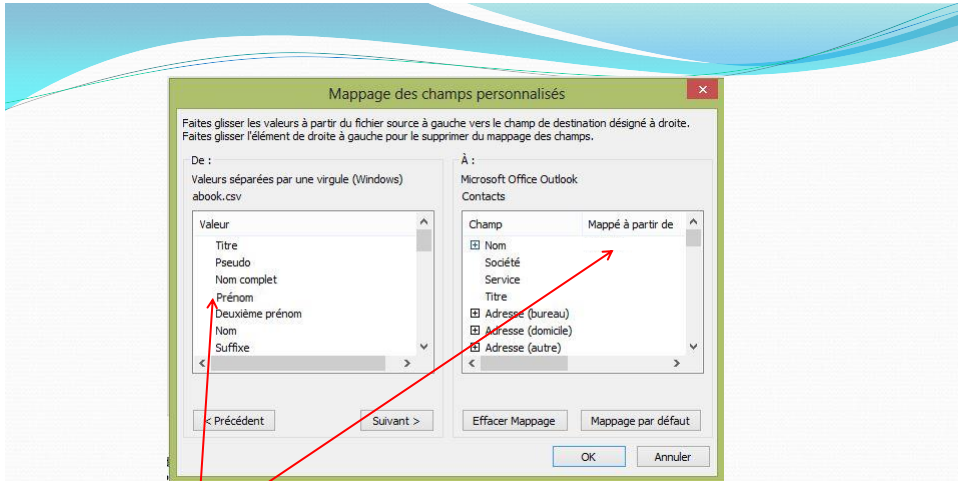 Mappage des champs personnalisés
Faites glisser les valeurs à partir du fichier source à gauche vers le champ de destination désigné à droite.
Faites glisser l'élément de droite à gauche pour le supprimer du mappage des champs.
De :
Valeurs séparées par une virgule (Windows)
abook.csv
Valeur
Titre
Pseudo
Nom complet
Prénom
Deuxième prénom
Nom
Suffixe
< Précédent
Suivant >
À :
Microsoft Office Outlook
Contacts
Champ Mappé à partir de
Nom
Société
Service
Titre
Adresse (bureau)
Adresse (domicile)
Adresse (autre)
Effacer Mappage
Mappage par défaut
OK
Annuler